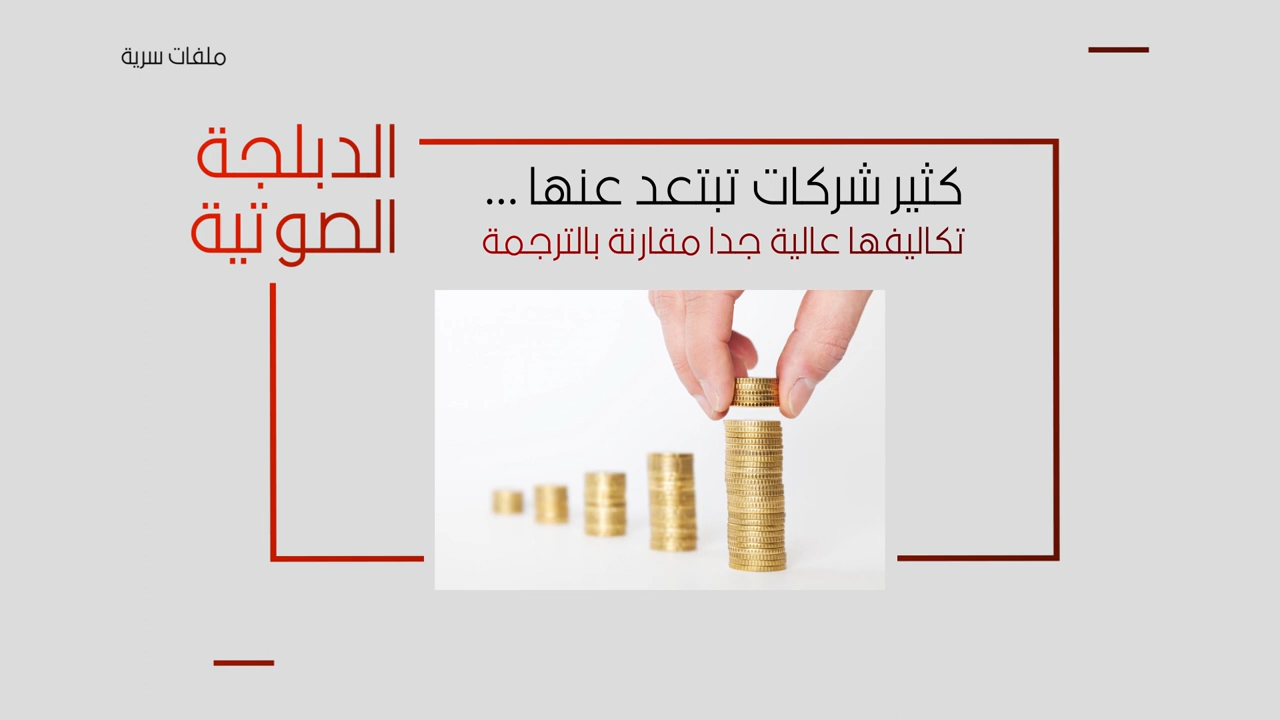 ملفات سرية
الدبلجة
الصوتية
كثير شركات تبتعد عنها ...
تكاليفها عالية جدا مقارنة بالترجمة